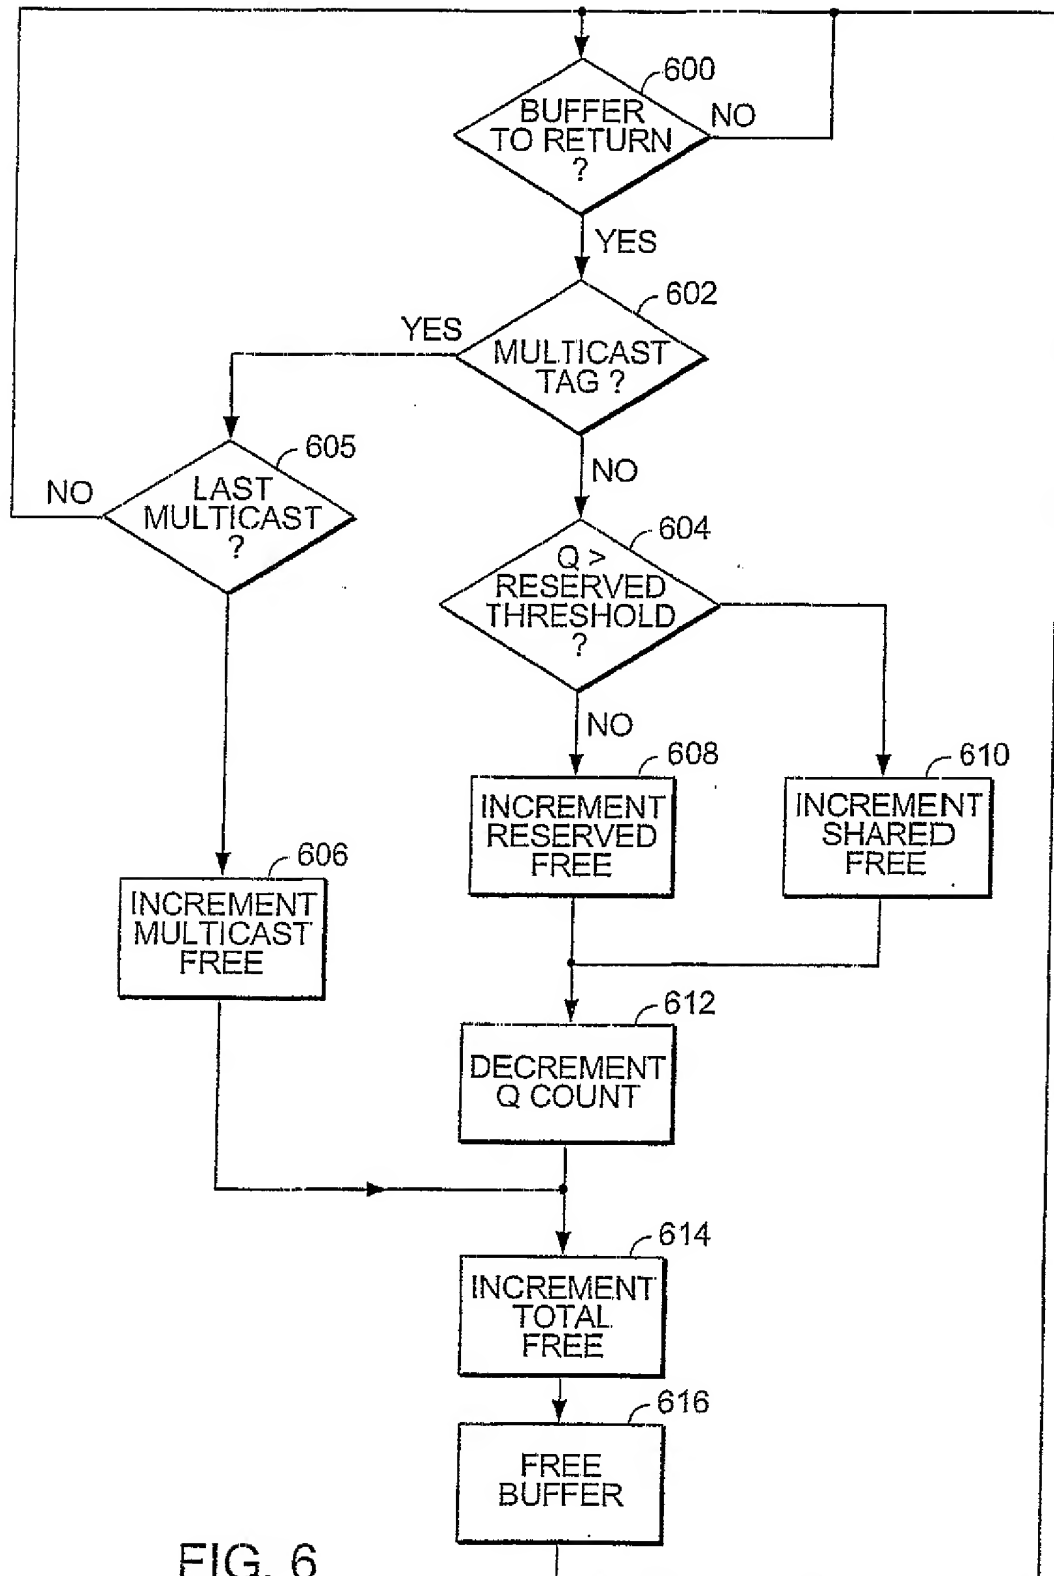 600
BUFFER
TO RETURN
?
NO
YES
602
YES
MULTICAST
TAG ?
605
NO
LAST
MULTICAST
?
NO
604
Q >
RESERVED
THRESHOLD
?
NO
608
INCREMENT
RESERVED
FREE
610
INCREMENT
SHARED
FREE
606
INCREMENT
MULTICAST
FREE
612
DECREMENT
Q COUNT
614
INCREMENT
TOTAL
FREE
616
FREE
BUFFER
FIG. 6